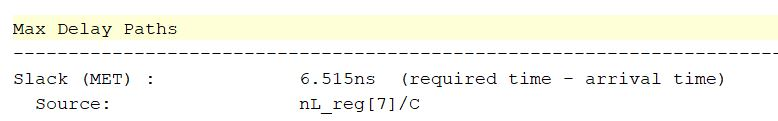 Max Delay Paths
--------------------------------------------------------------------------------
Slack (MET) :             6.515ns  (required time - arrival time)
  Source:                 nL_reg[7]/C